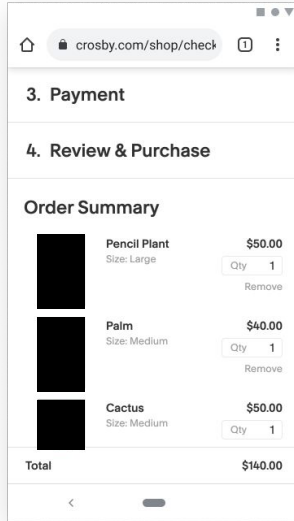 crosby.com/shop/check
1
3. Payment
4. Review & Purchase
Order Summary
Pencil Plant $50.00
Size: Large Qty 1
Remove
Palm $40.00
Size: Medium Qty 1
Remove
Cactus $50.00
Size: Medium Qty 1
Total $140.00